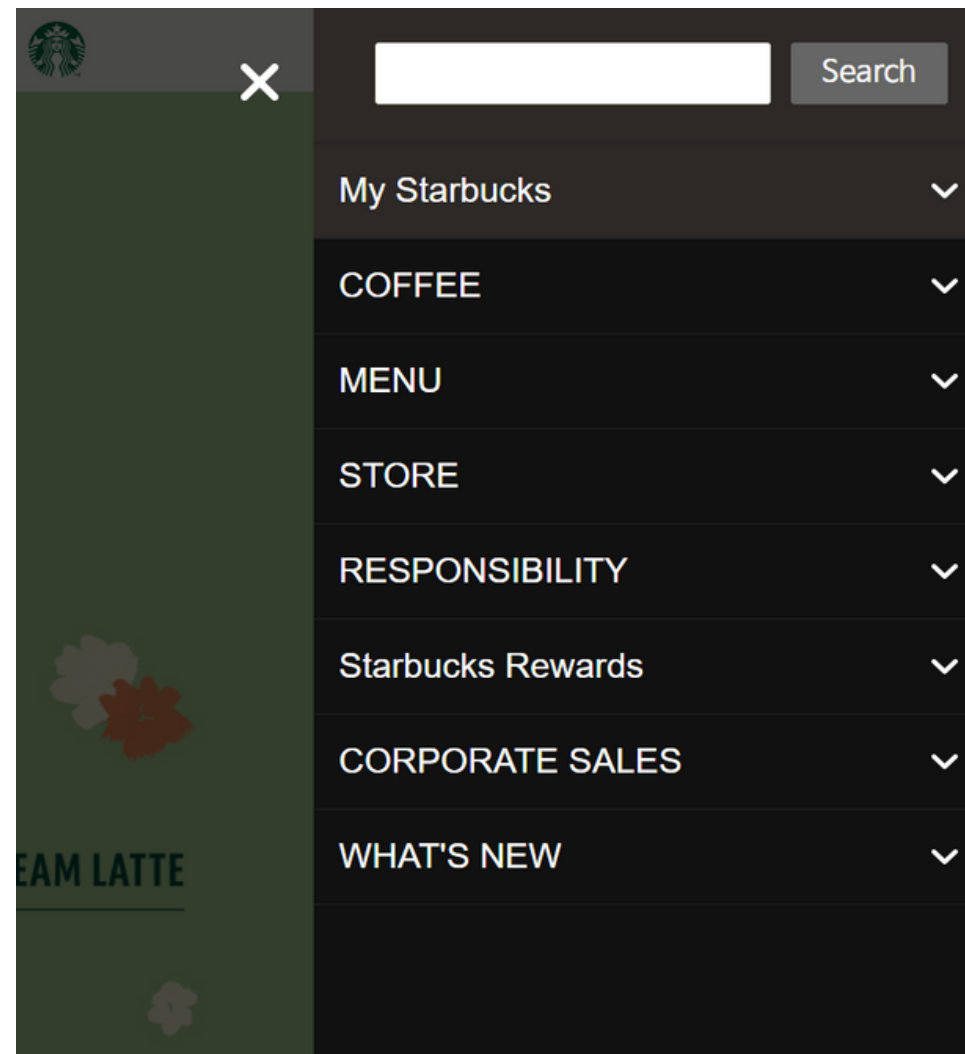 Search
My Starbucks
COFFEE
MENU
STORE
RESPONSIBILITY
Starbucks Rewards
CORPORATE SALES
WHAT'S NEW
EAM LATTE